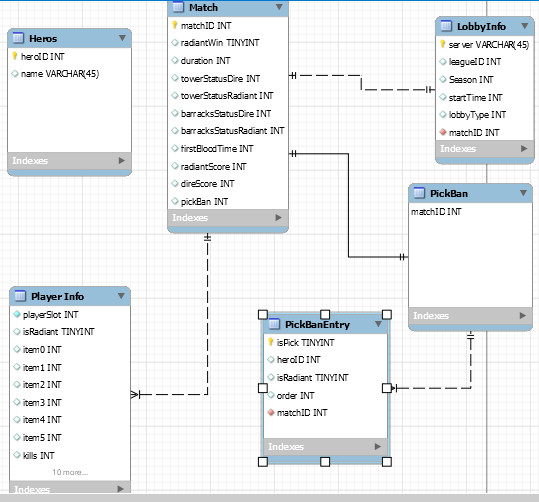 Heros
heroID INT
name VARCHAR(45)
Indexes
Match
matchID INT
radiantWin TINYINT
duration INT
towerStatusDire INT
towerStatusRadiant INT
barracksStatusDire INT
barracksStatusRadiant INT
firstBloodTime INT
radiantScore INT
direScore INT
pickBan INT
Indexes
LobbyInfo
server VARCHAR(45)
leagueID INT
Season INT
startTime INT
lobbyType INT
matchID INT
Indexes
PickBan
matchID INT
Indexes
Player Info
playerSlot INT
isRadiant TINYINT
item0 INT
item1 INT
item2 INT
item3 INT
item4 INT
item5 INT
kills INT
10 more...
Indexes
PickBanEntry
isPick TINYINT
heroID INT
isRadiant TINYINT
order INT
matchID INT
Indexes